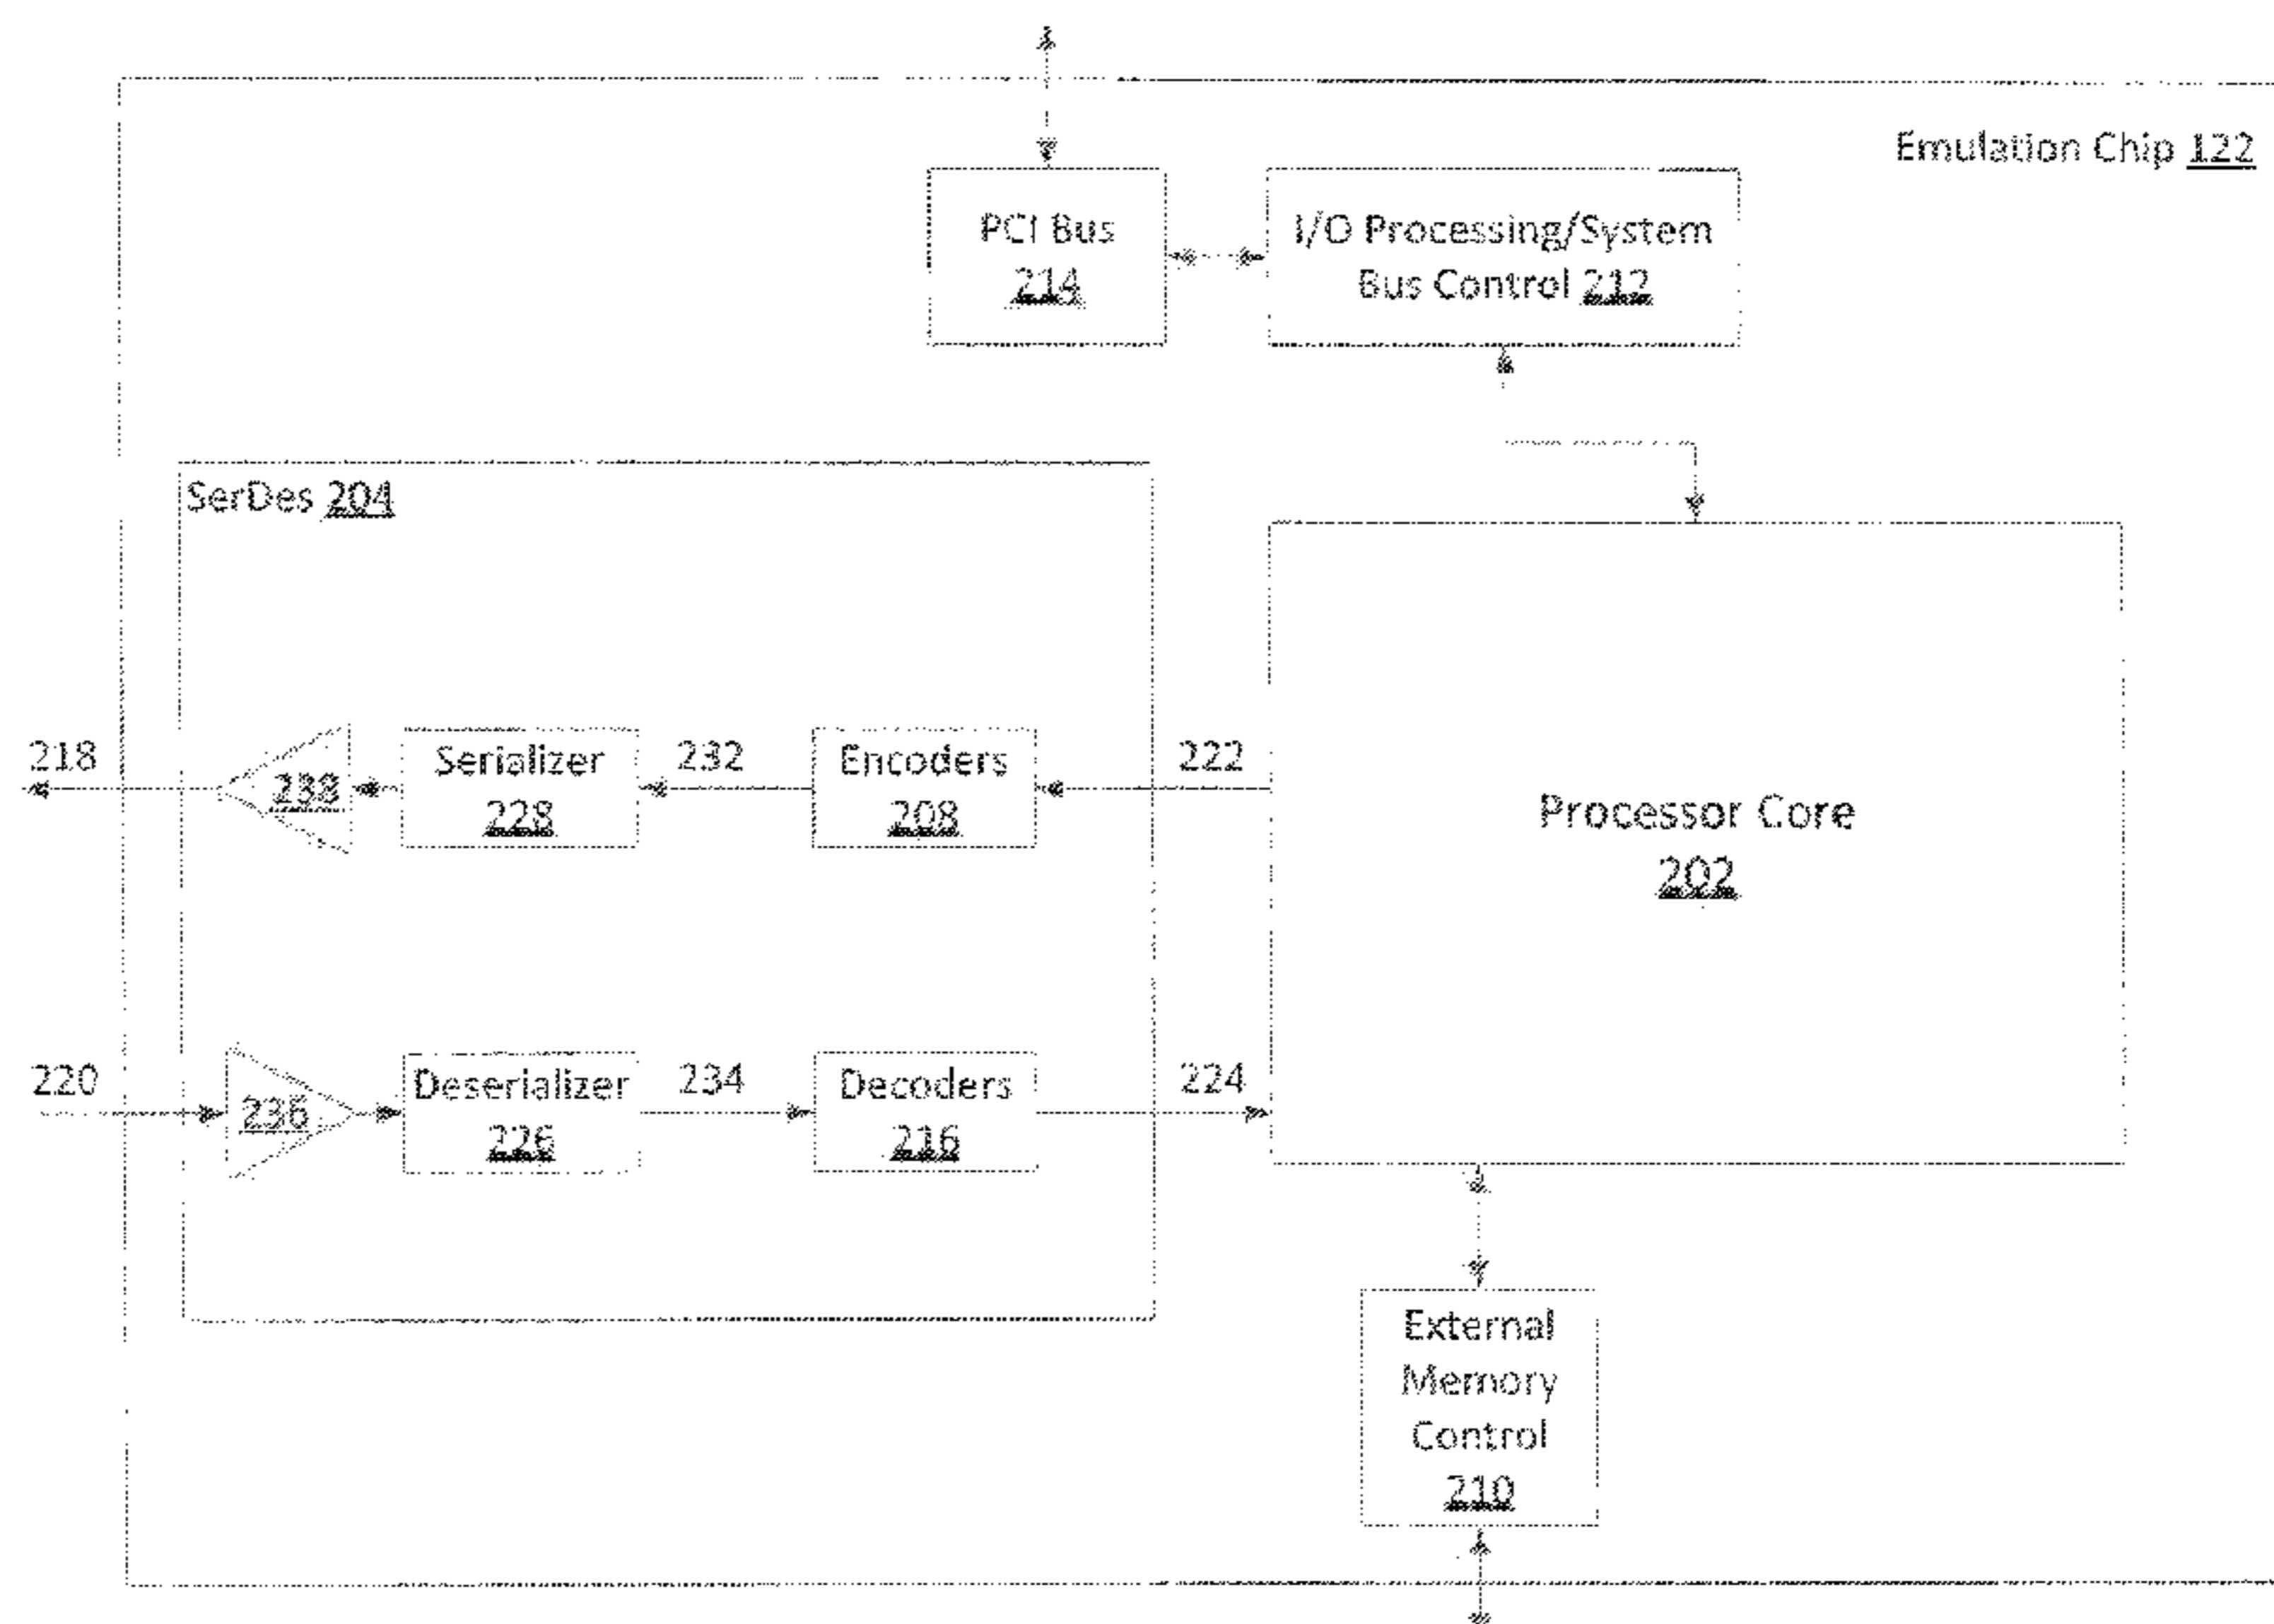 Emulation Chip 122
PCI Bus
214
I/O Processing/System
Bus Control 212
SerDes 204
218
238
Serializer
228
232
Encoders
208
222
Processor Core
202
220
236
Deserializer
226
234
Decoders
216
224
External
Memory
Control
210